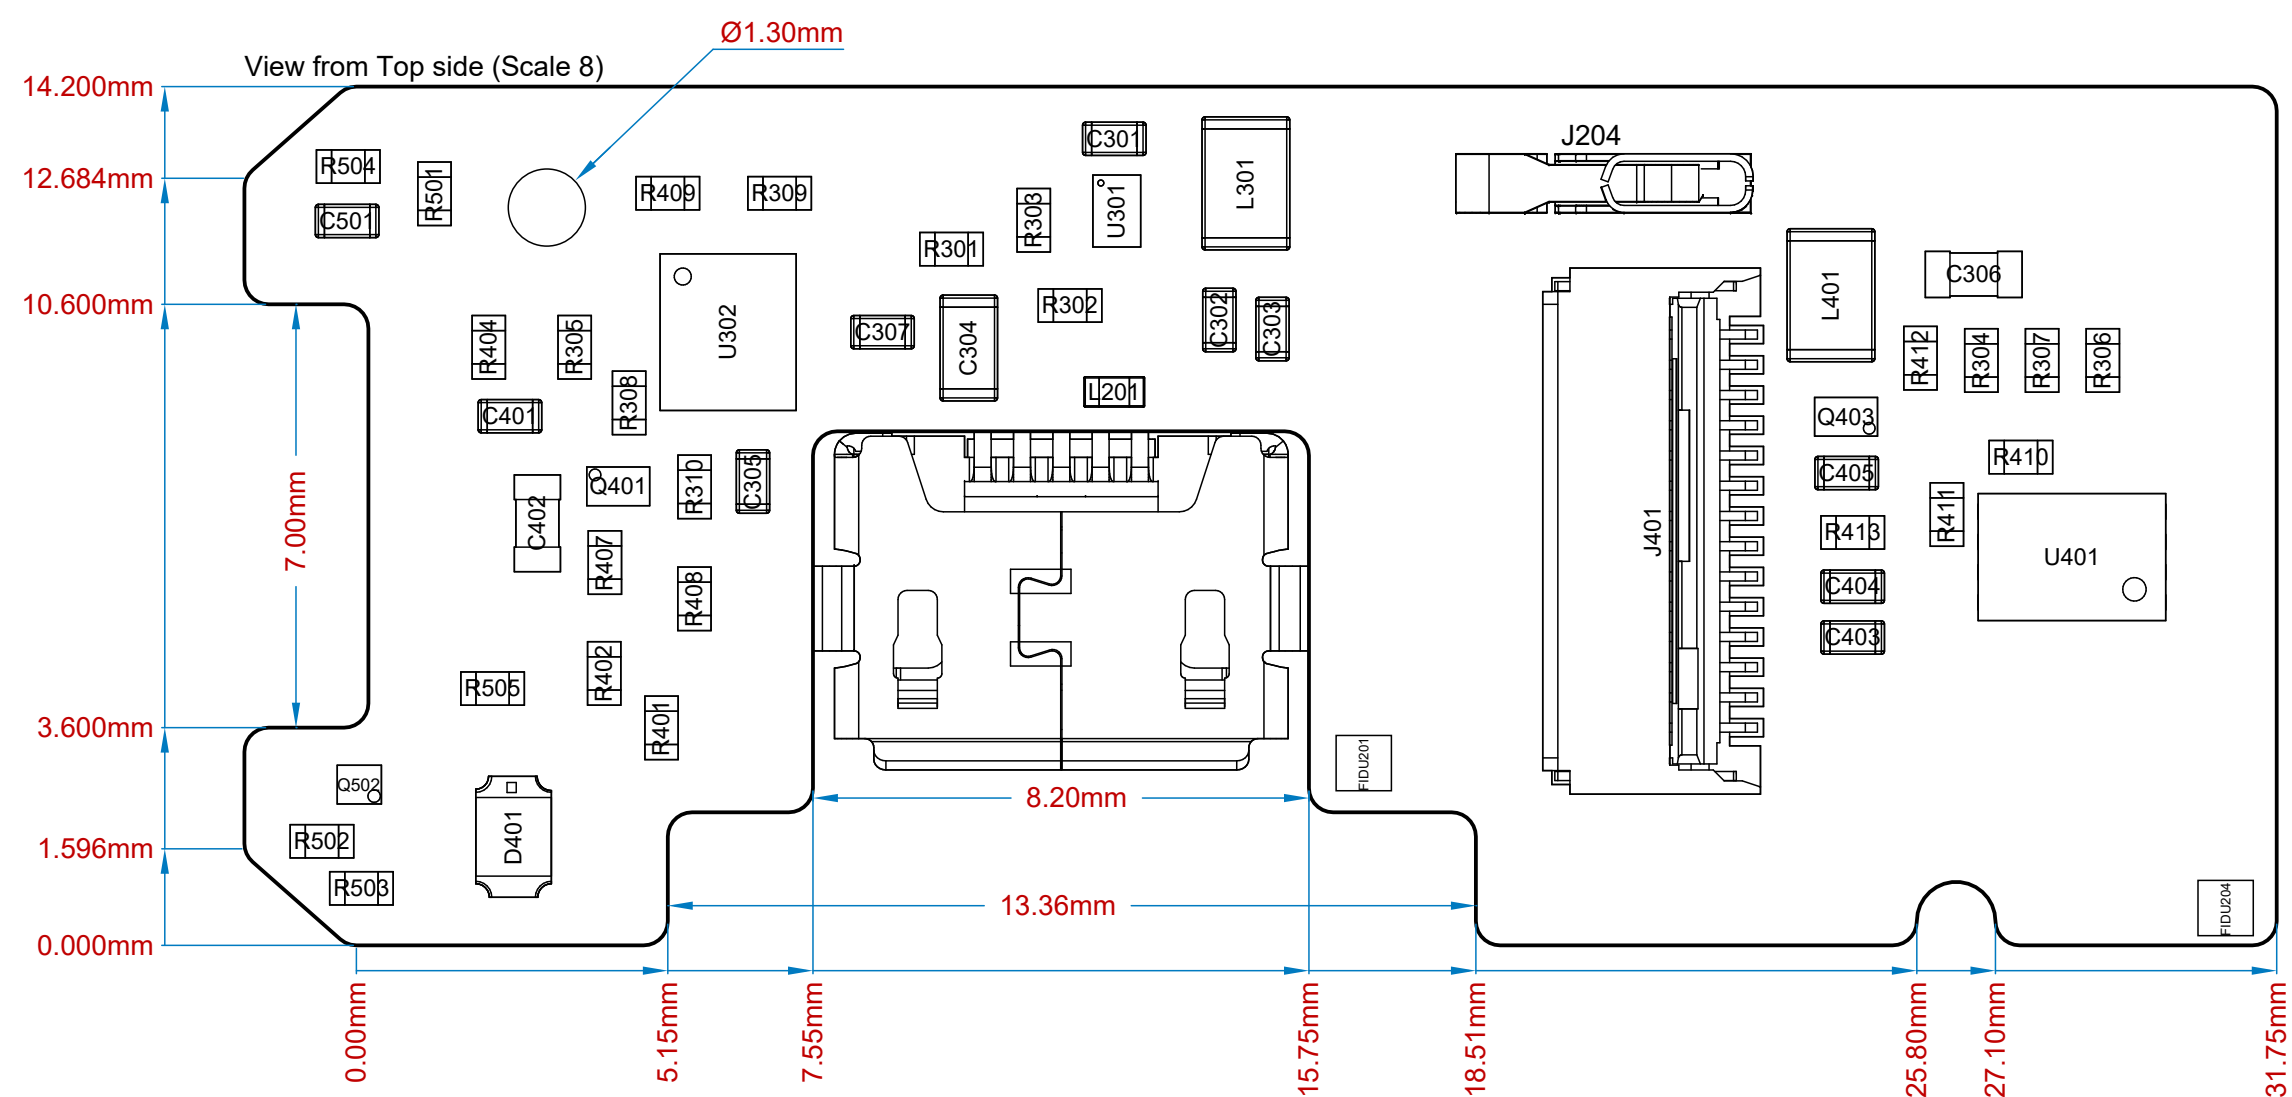 Ø1.30mm
View from Top side (Scale 8)
14.200mm
12.684mm
10.600mm
7.00mm
3.600mm
1.596mm
0.000mm
R504
R501
C501
R409
R309
C301
L301
J204
U301
R303
R301
R302
U302
C307
C304
C302
C303
L201
R404
R305
R308
C401
Q401
R310
C305
C402
R407
R408
R402
R505
R401
Q502
R502
R503
D401
L401
C306
R412
R304
R307
R306
Q403
R410
C405
R411
R413
U401
C404
C403
J401
FIDU201
FIDU204
8.20mm
13.36mm
0.00mm
5.15mm
7.55mm
15.75mm
18.51mm
25.80mm
27.10mm
31.75mm